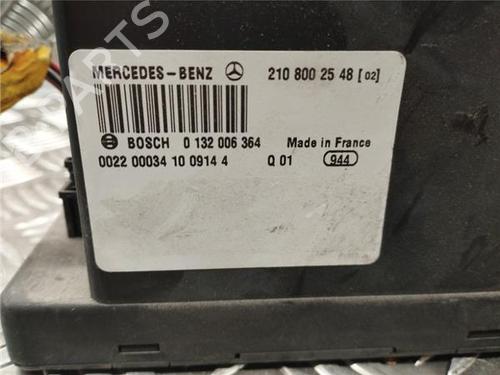 MERCEDES-BENZ 210 800 25 48 [02]
BOSCH 0 132 006 364 Made in France
0022 00034 10 0914 4 Q 01 944